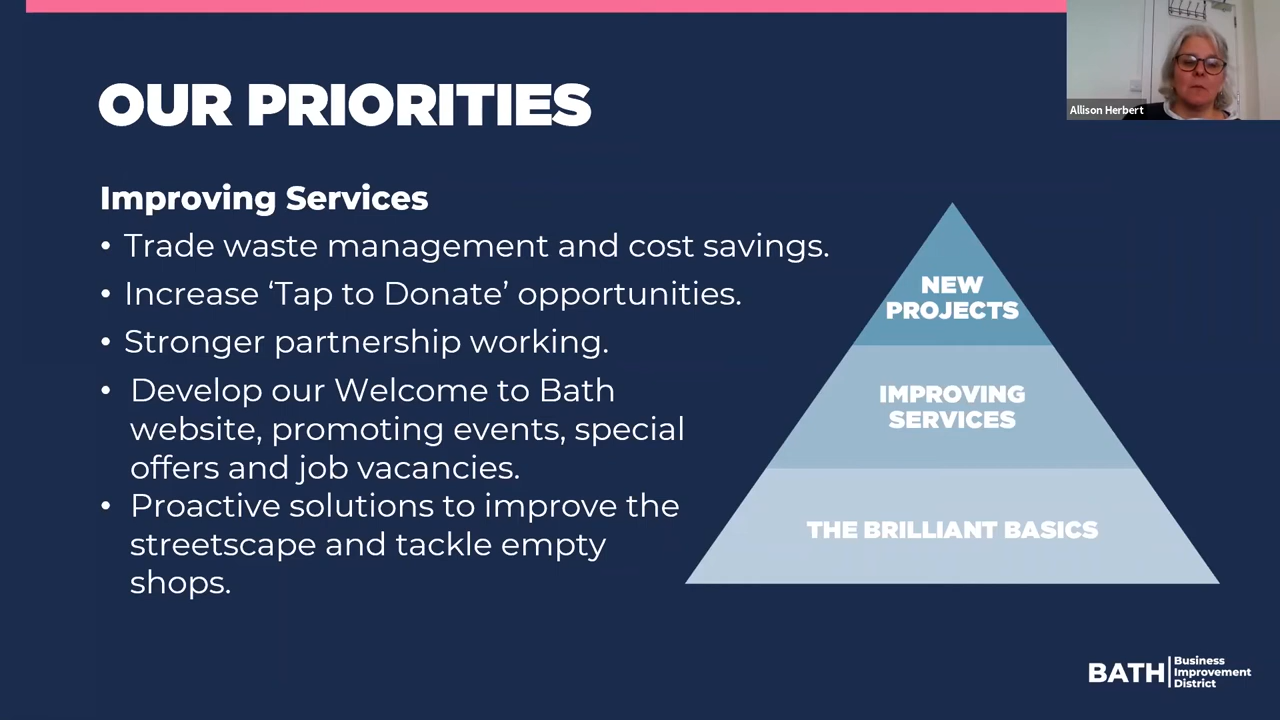 OUR PRIORITIES
Allison Herbert
Improving Services
• Trade waste management and cost savings.
• Increase ‘Tap to Donate’ opportunities.
• Stronger partnership working.
• Develop our Welcome to Bath
website, promoting events, special
offers and job vacancies.
• Proactive solutions to improve the
streetscape and tackle empty
shops.
NEW
PROJECTS
IMPROVING
SERVICES
THE BRILLIANT BASICS
BATH
Business
Improvement
District